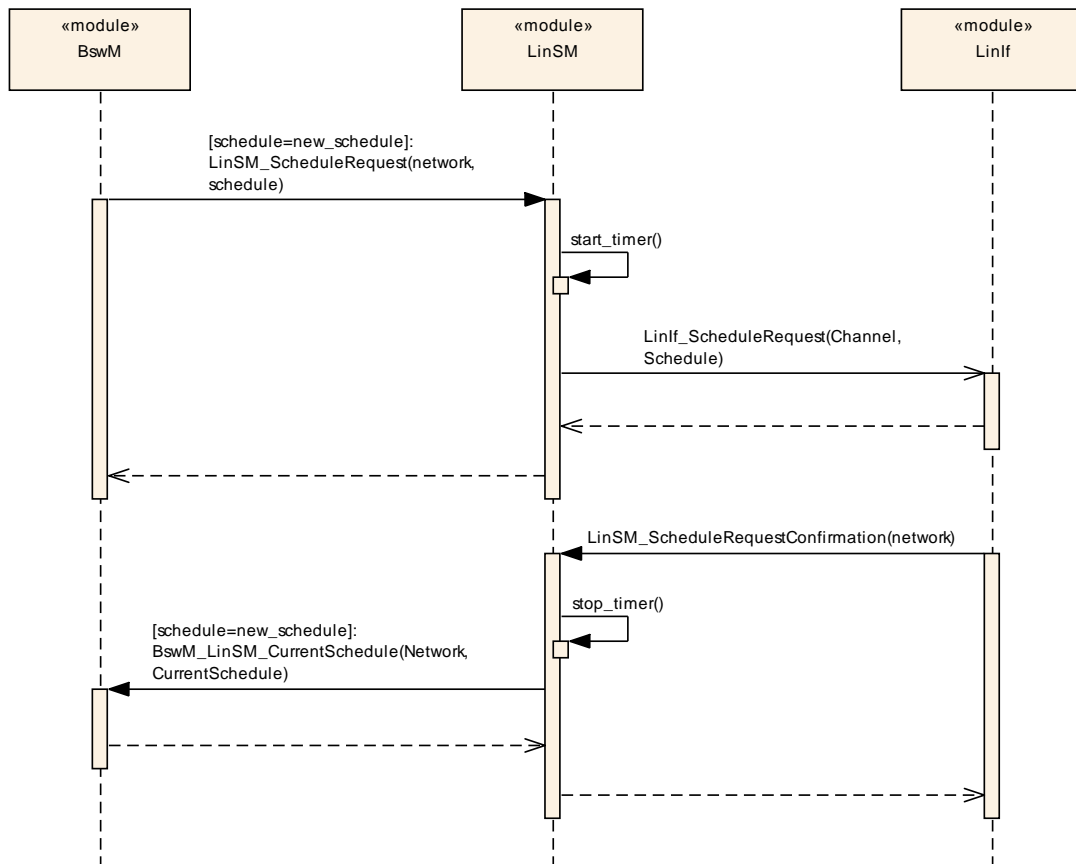 «module»
BswM
«module»
LinSM
«module»
LinIf
[schedule=new_schedule]:
LinSM_ScheduleRequest(network,
schedule)
start_timer()
LinIf_ScheduleRequest(Channel,
Schedule)
LinSM_ScheduleRequestConfirmation(network)
stop_timer()
[schedule=new_schedule]:
BswM_LinSM_CurrentSchedule(Network,
CurrentSchedule)